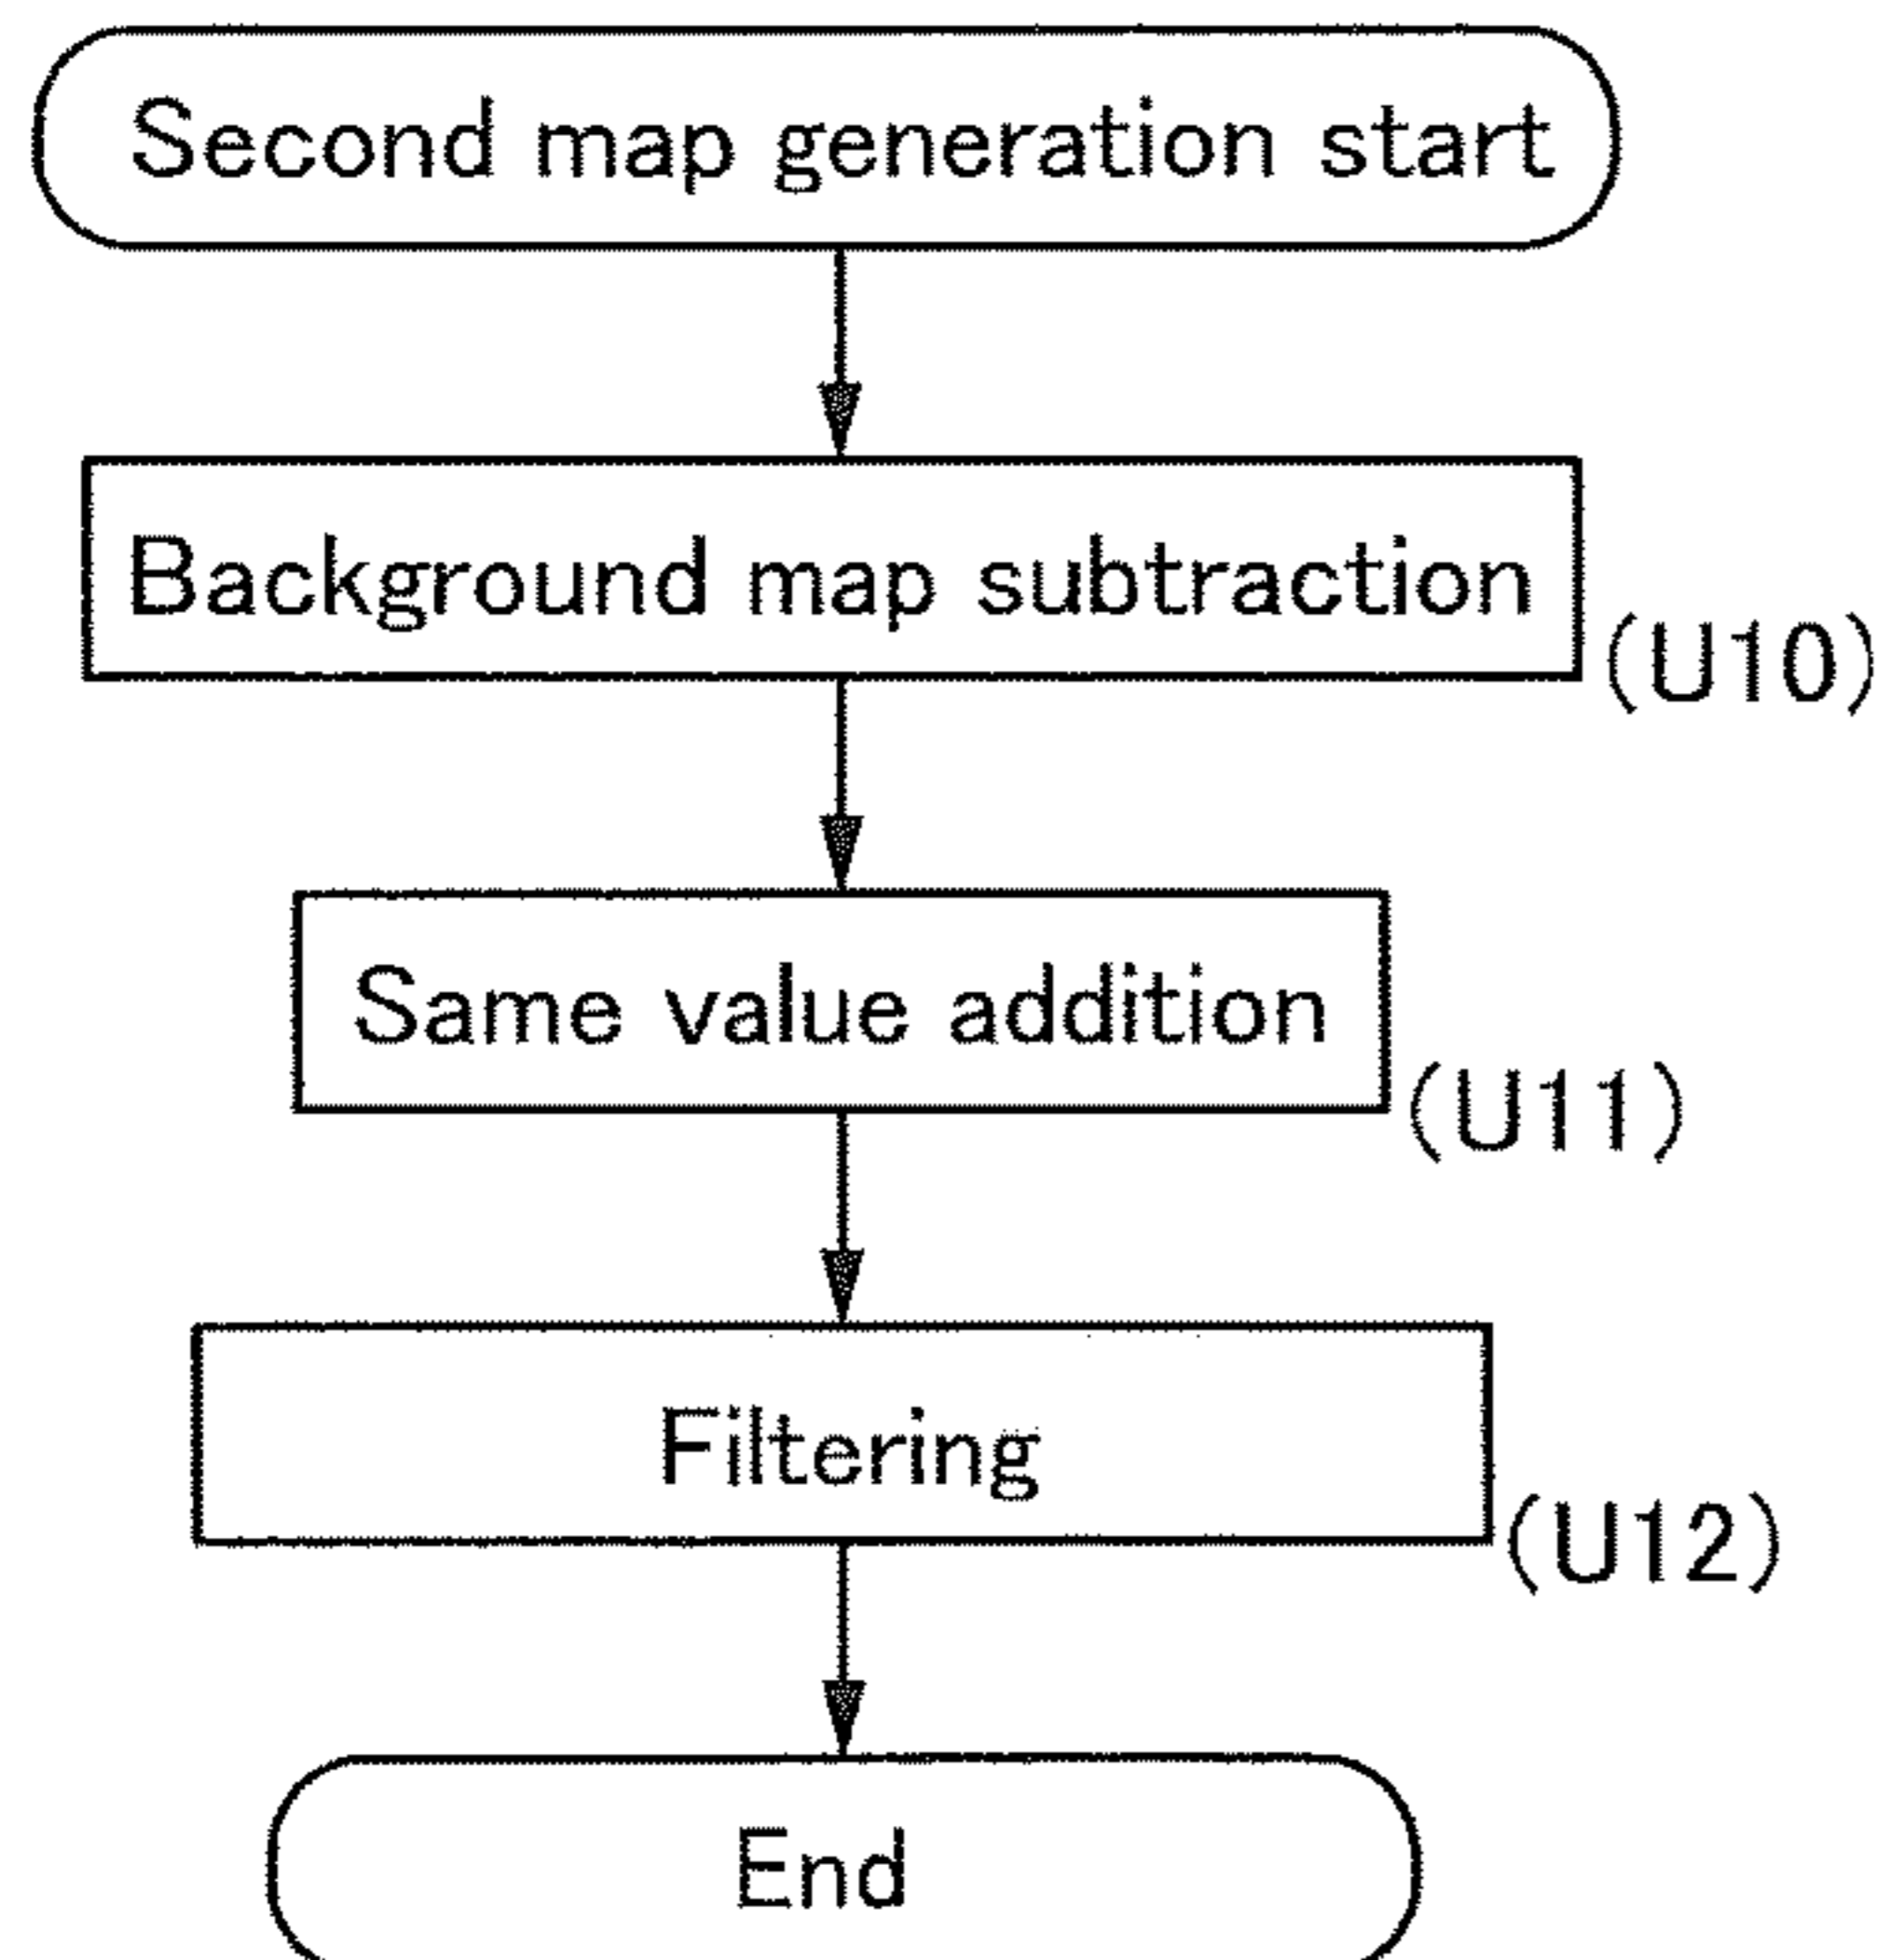 Second map generation start
Background map subtraction
(U10)
Same value addition
(U11)
Filtering
(U12)
End